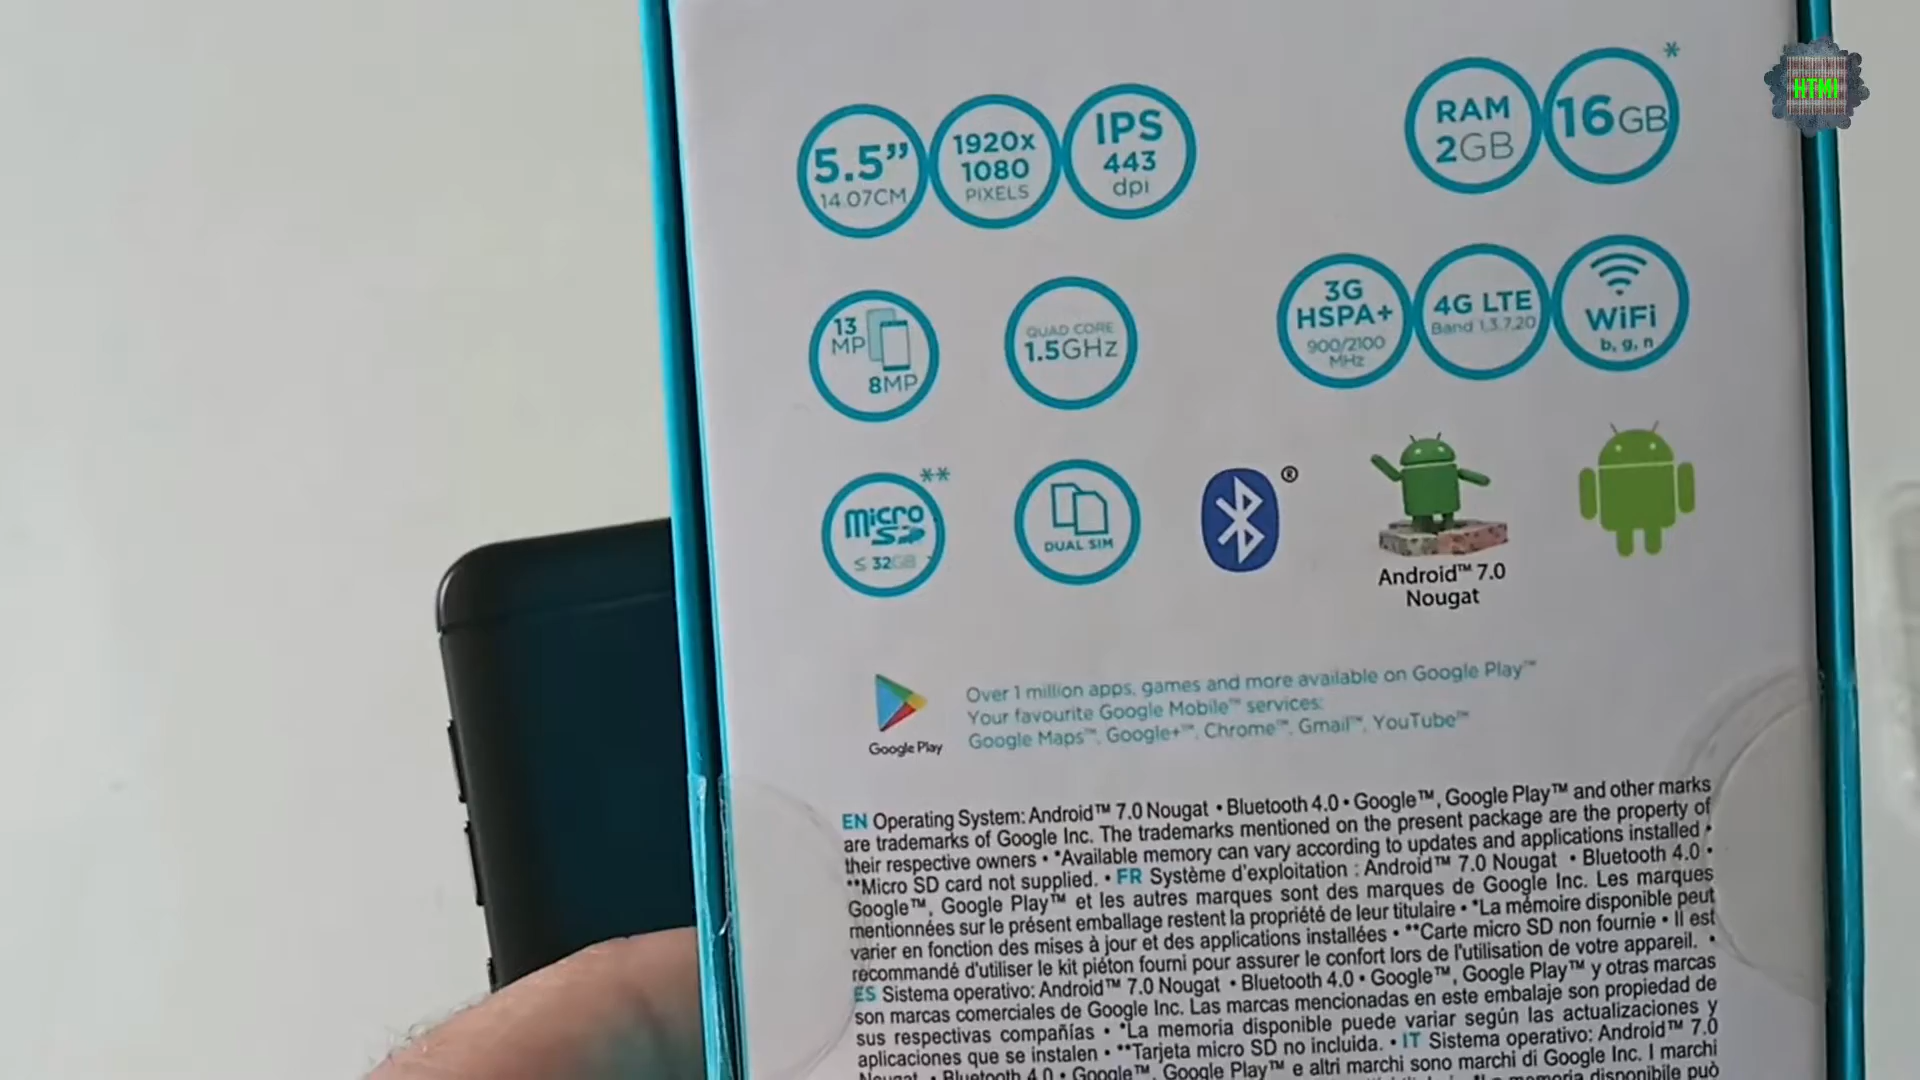 5.5”
14.07CM
1920x
1080
PIXELS
IPS
443
dpi
RAM
2GB
16GB*
HTMI
13
MP
8MP
QUAD CORE
1.5GHz
3G
HSPA+
900/2100
MHz
4G LTE
Band 1,3,7,20
WiFi
b, g, n
micro
SD
**
≤ 32GB
DUAL SIM
®
Android™ 7.0
Nougat
Google Play
Over 1 million apps, games and more available on Google Play™
Your favourite Google Mobile™ services:
Google Maps™, Google+™, Chrome™, Gmail™, YouTube™
EN Operating System: Android™ 7.0 Nougat • Bluetooth 4.0 • Google™, Google Play™ and other marks
are trademarks of Google Inc. The trademarks mentioned on the present package are the property of
their respective owners • *Available memory can vary according to updates and applications installed •
**Micro SD card not supplied. • FR Système d'exploitation : Android™ 7.0 Nougat • Bluetooth 4.0 •
Google™, Google Play™ et les autres marques sont des marques de Google Inc. Les marques
mentionnées sur le présent emballage restent la propriété de leur titulaire • *La mémoire disponible peut
varier en fonction des mises à jour et des applications installées • **Carte micro SD non fournie • Il est
recommandé d'utiliser le kit piéton fourni pour assurer le confort lors de l'utilisation de votre appareil. •
ES Sistema operativo: Android™ 7.0 Nougat • Bluetooth 4.0 • Google™, Google Play™ y otras marcas
son marcas comerciales de Google Inc. Las marcas mencionadas en este embalaje son propiedad de
sus respectivas compañías • *La memoria disponible puede variar según las actualizaciones y
aplicaciones que se instalen • **Tarjeta micro SD no incluida. • IT Sistema operativo: Android™ 7.0
Nougat • Bluetooth 4.0 • Google™, Google Play™ e altri marchi sono marchi di Google Inc. I marchi
memoria disponibile può